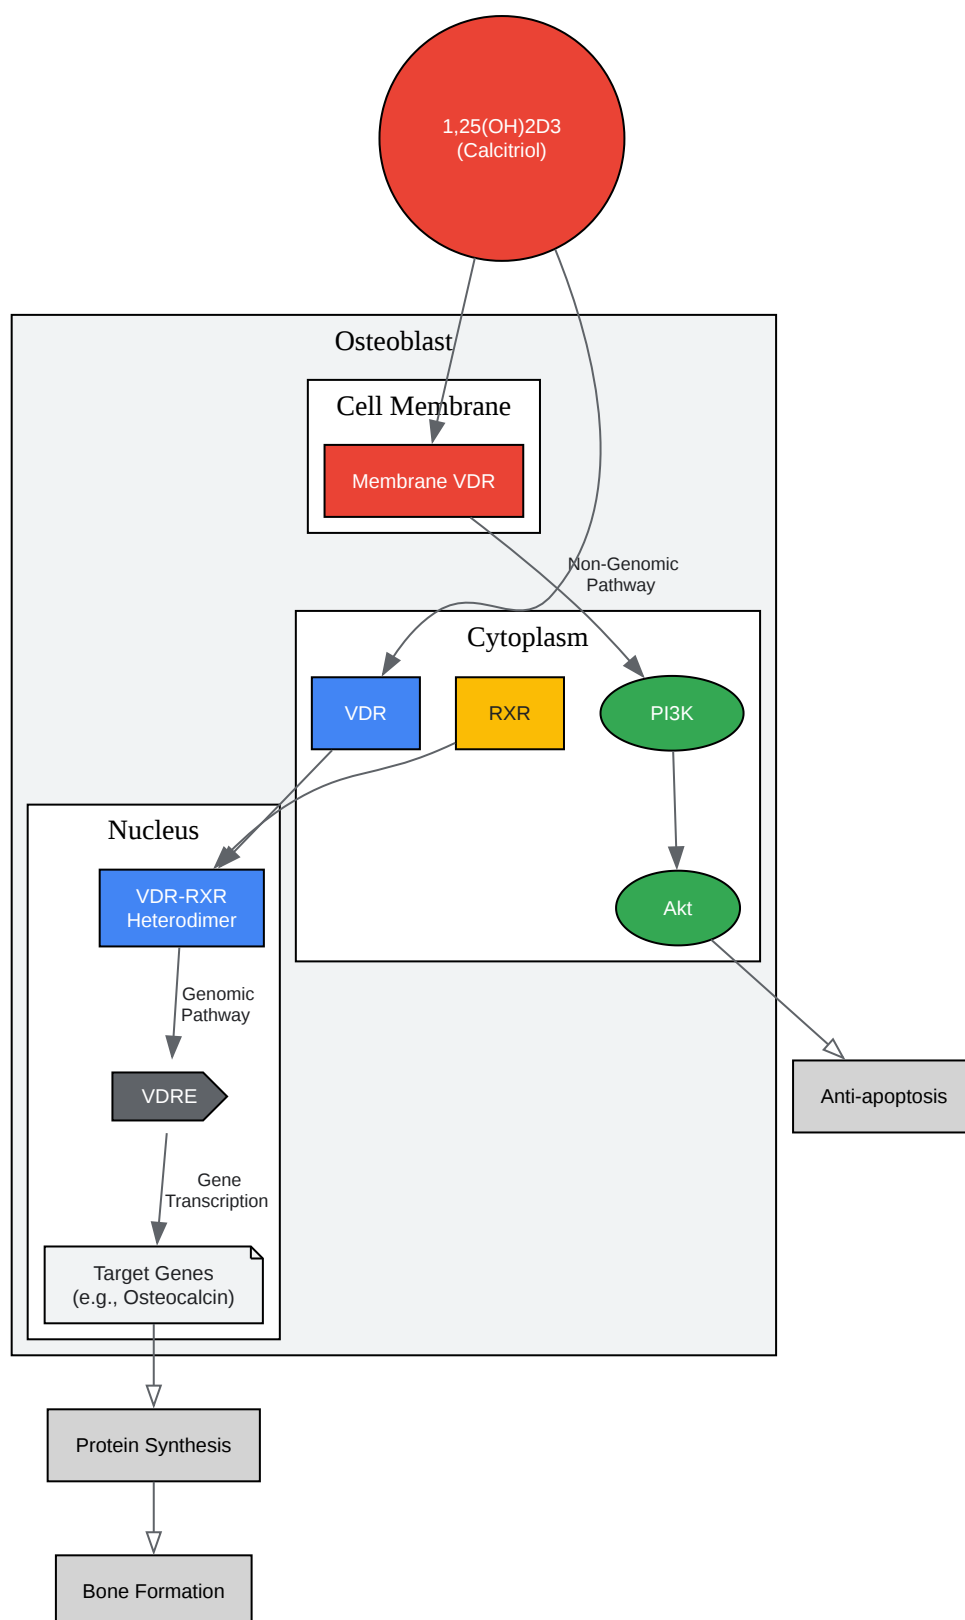 1,25(OH)2D3
(Calcitriol)
Osteoblast
Cell Membrane
Membrane VDR
Non-Genomic
Pathway
Cytoplasm
VDR
RXR
PI3K
Nucleus
VDR-RXR
Heterodimer
Akt
Genomic
Pathway
VDRE
Anti-apoptosis
Gene
Transcription
Target Genes
(e.g., Osteocalcin)
Protein Synthesis
Bone Formation